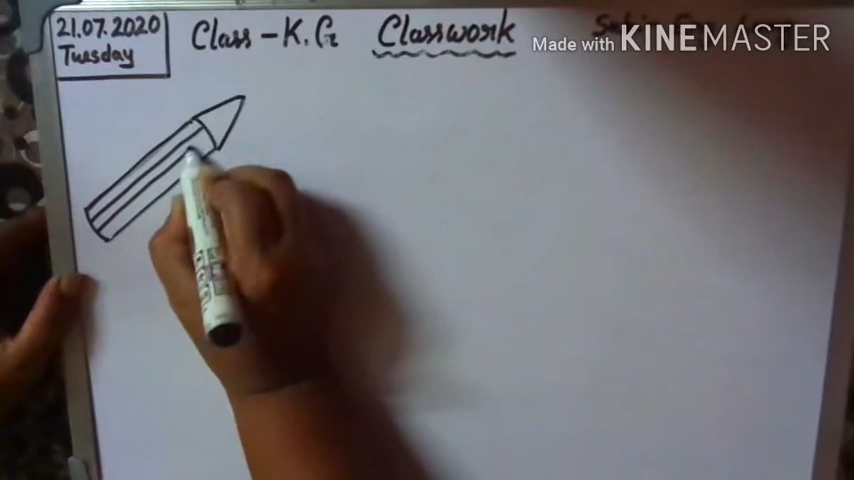 21.07.2020
Tuesday
Class - K.G
Classwork
Made with KINEMASTER